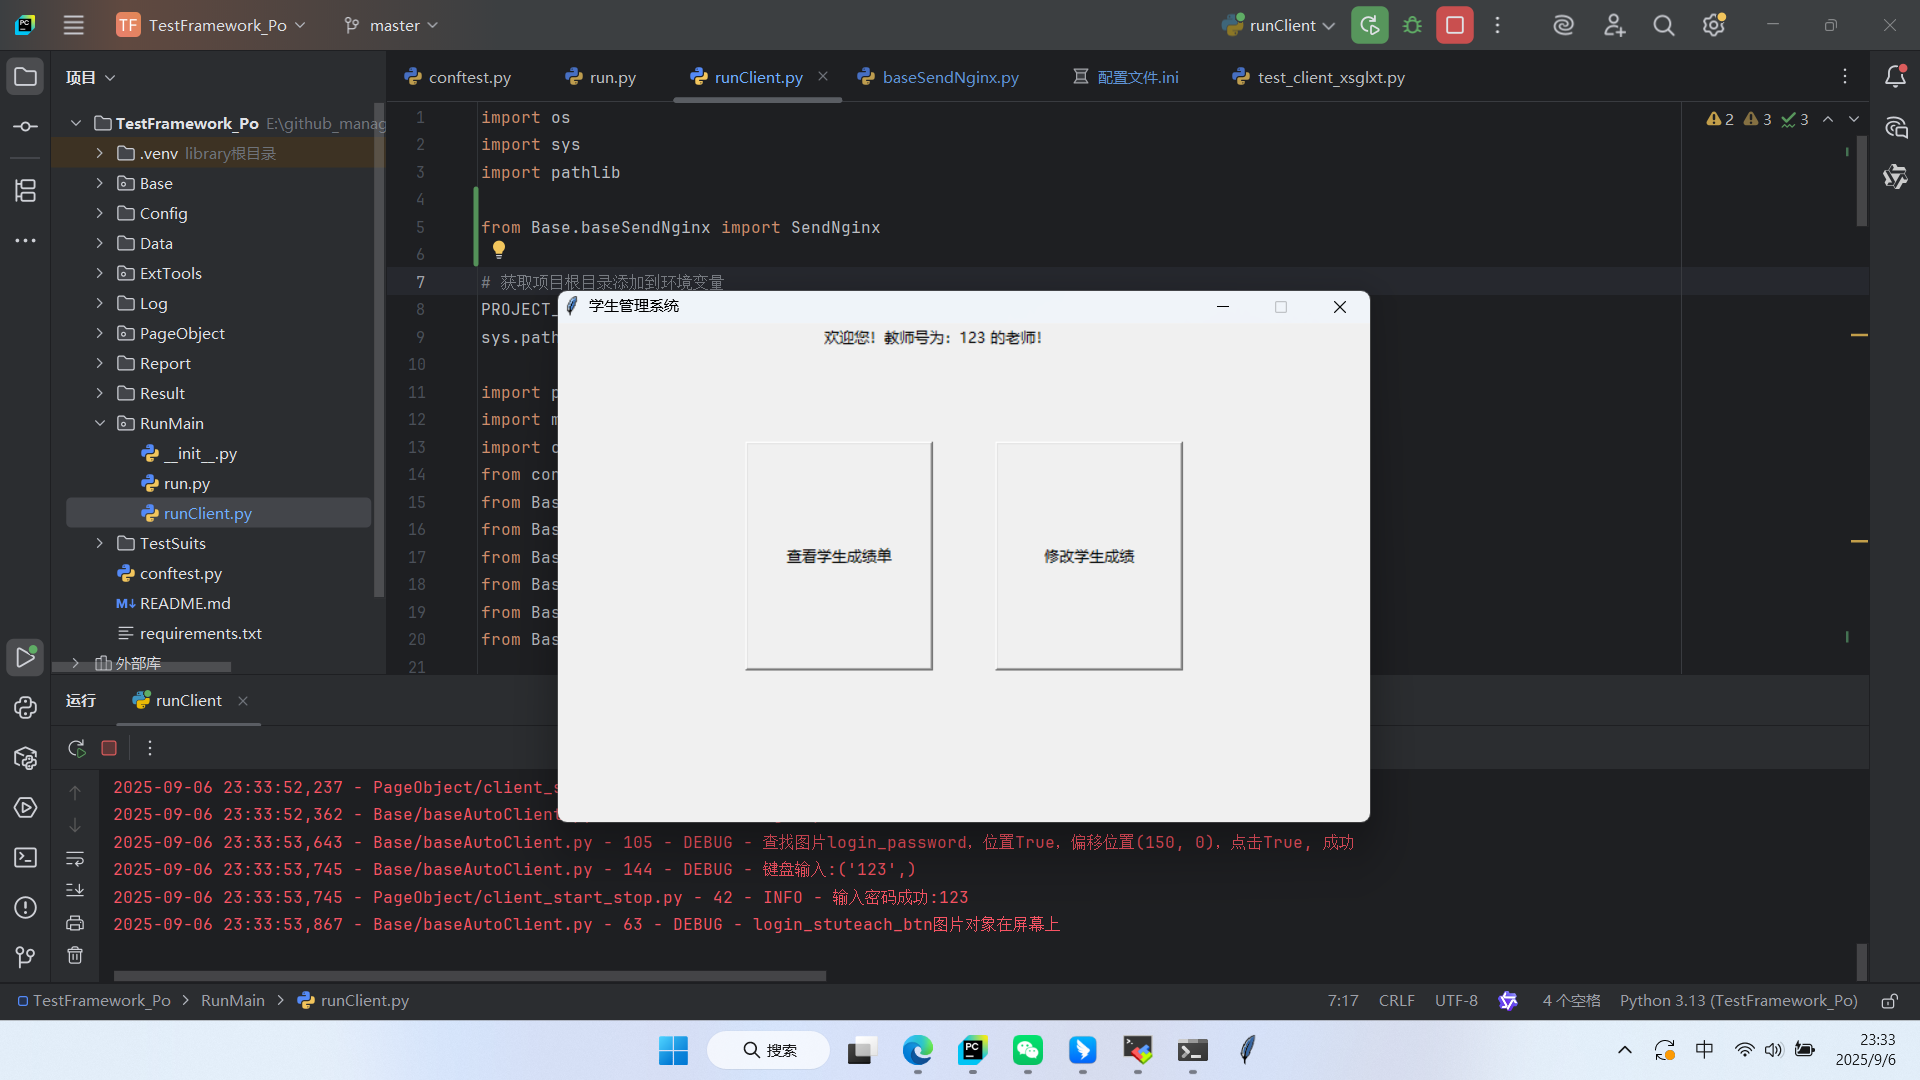 TF TestFramework_Po master runClient
项目
TestFramework_Po E:\github_manag
.venv library根目录
Base
Config
Data
ExtTools
Log
PageObject
Report
Result
RunMain
__init__.py
run.py
runClient.py
TestSuits
conftest.py
README.md
requirements.txt
外部库
conftest.py run.py runClient.py baseSendNginx.py 配置文件.ini test_client_xsglxt.py
2 3 3
1 import os
2 import sys
3 import pathlib
4
5 from Base.baseSendNginx import SendNginx
6
7 # 获取项目根目录添加到环境变量
8 PROJECT_
9 sys.path
10
11 import p
12 import m
13 import o
14 from con
15 from Bas
16 from Bas
17 from Bas
18 from Bas
19 from Bas
20 from Bas
21
学生管理系统
欢迎您！教师号为：123 的老师！
查看学生成绩单
修改学生成绩
运行 runClient
2025-09-06 23:33:52,237 - PageObject/client_s
2025-09-06 23:33:52,362 - Base/baseAutoClient
2025-09-06 23:33:53,643 - Base/baseAutoClient.py - 105 - DEBUG - 查找图片login_password，位置True，偏移位置(150, 0)，点击True, 成功
2025-09-06 23:33:53,745 - Base/baseAutoClient.py - 144 - DEBUG - 键盘输入:('123',)
2025-09-06 23:33:53,745 - PageObject/client_start_stop.py - 42 - INFO - 输入密码成功:123
2025-09-06 23:33:53,867 - Base/baseAutoClient.py - 63 - DEBUG - login_stuteach_btn图片对象在屏幕上
TestFramework_Po > RunMain > runClient.py
7:17 CRLF UTF-8 4 个空格 Python 3.13 (TestFramework_Po)
搜索
中
23:33
2025/9/6